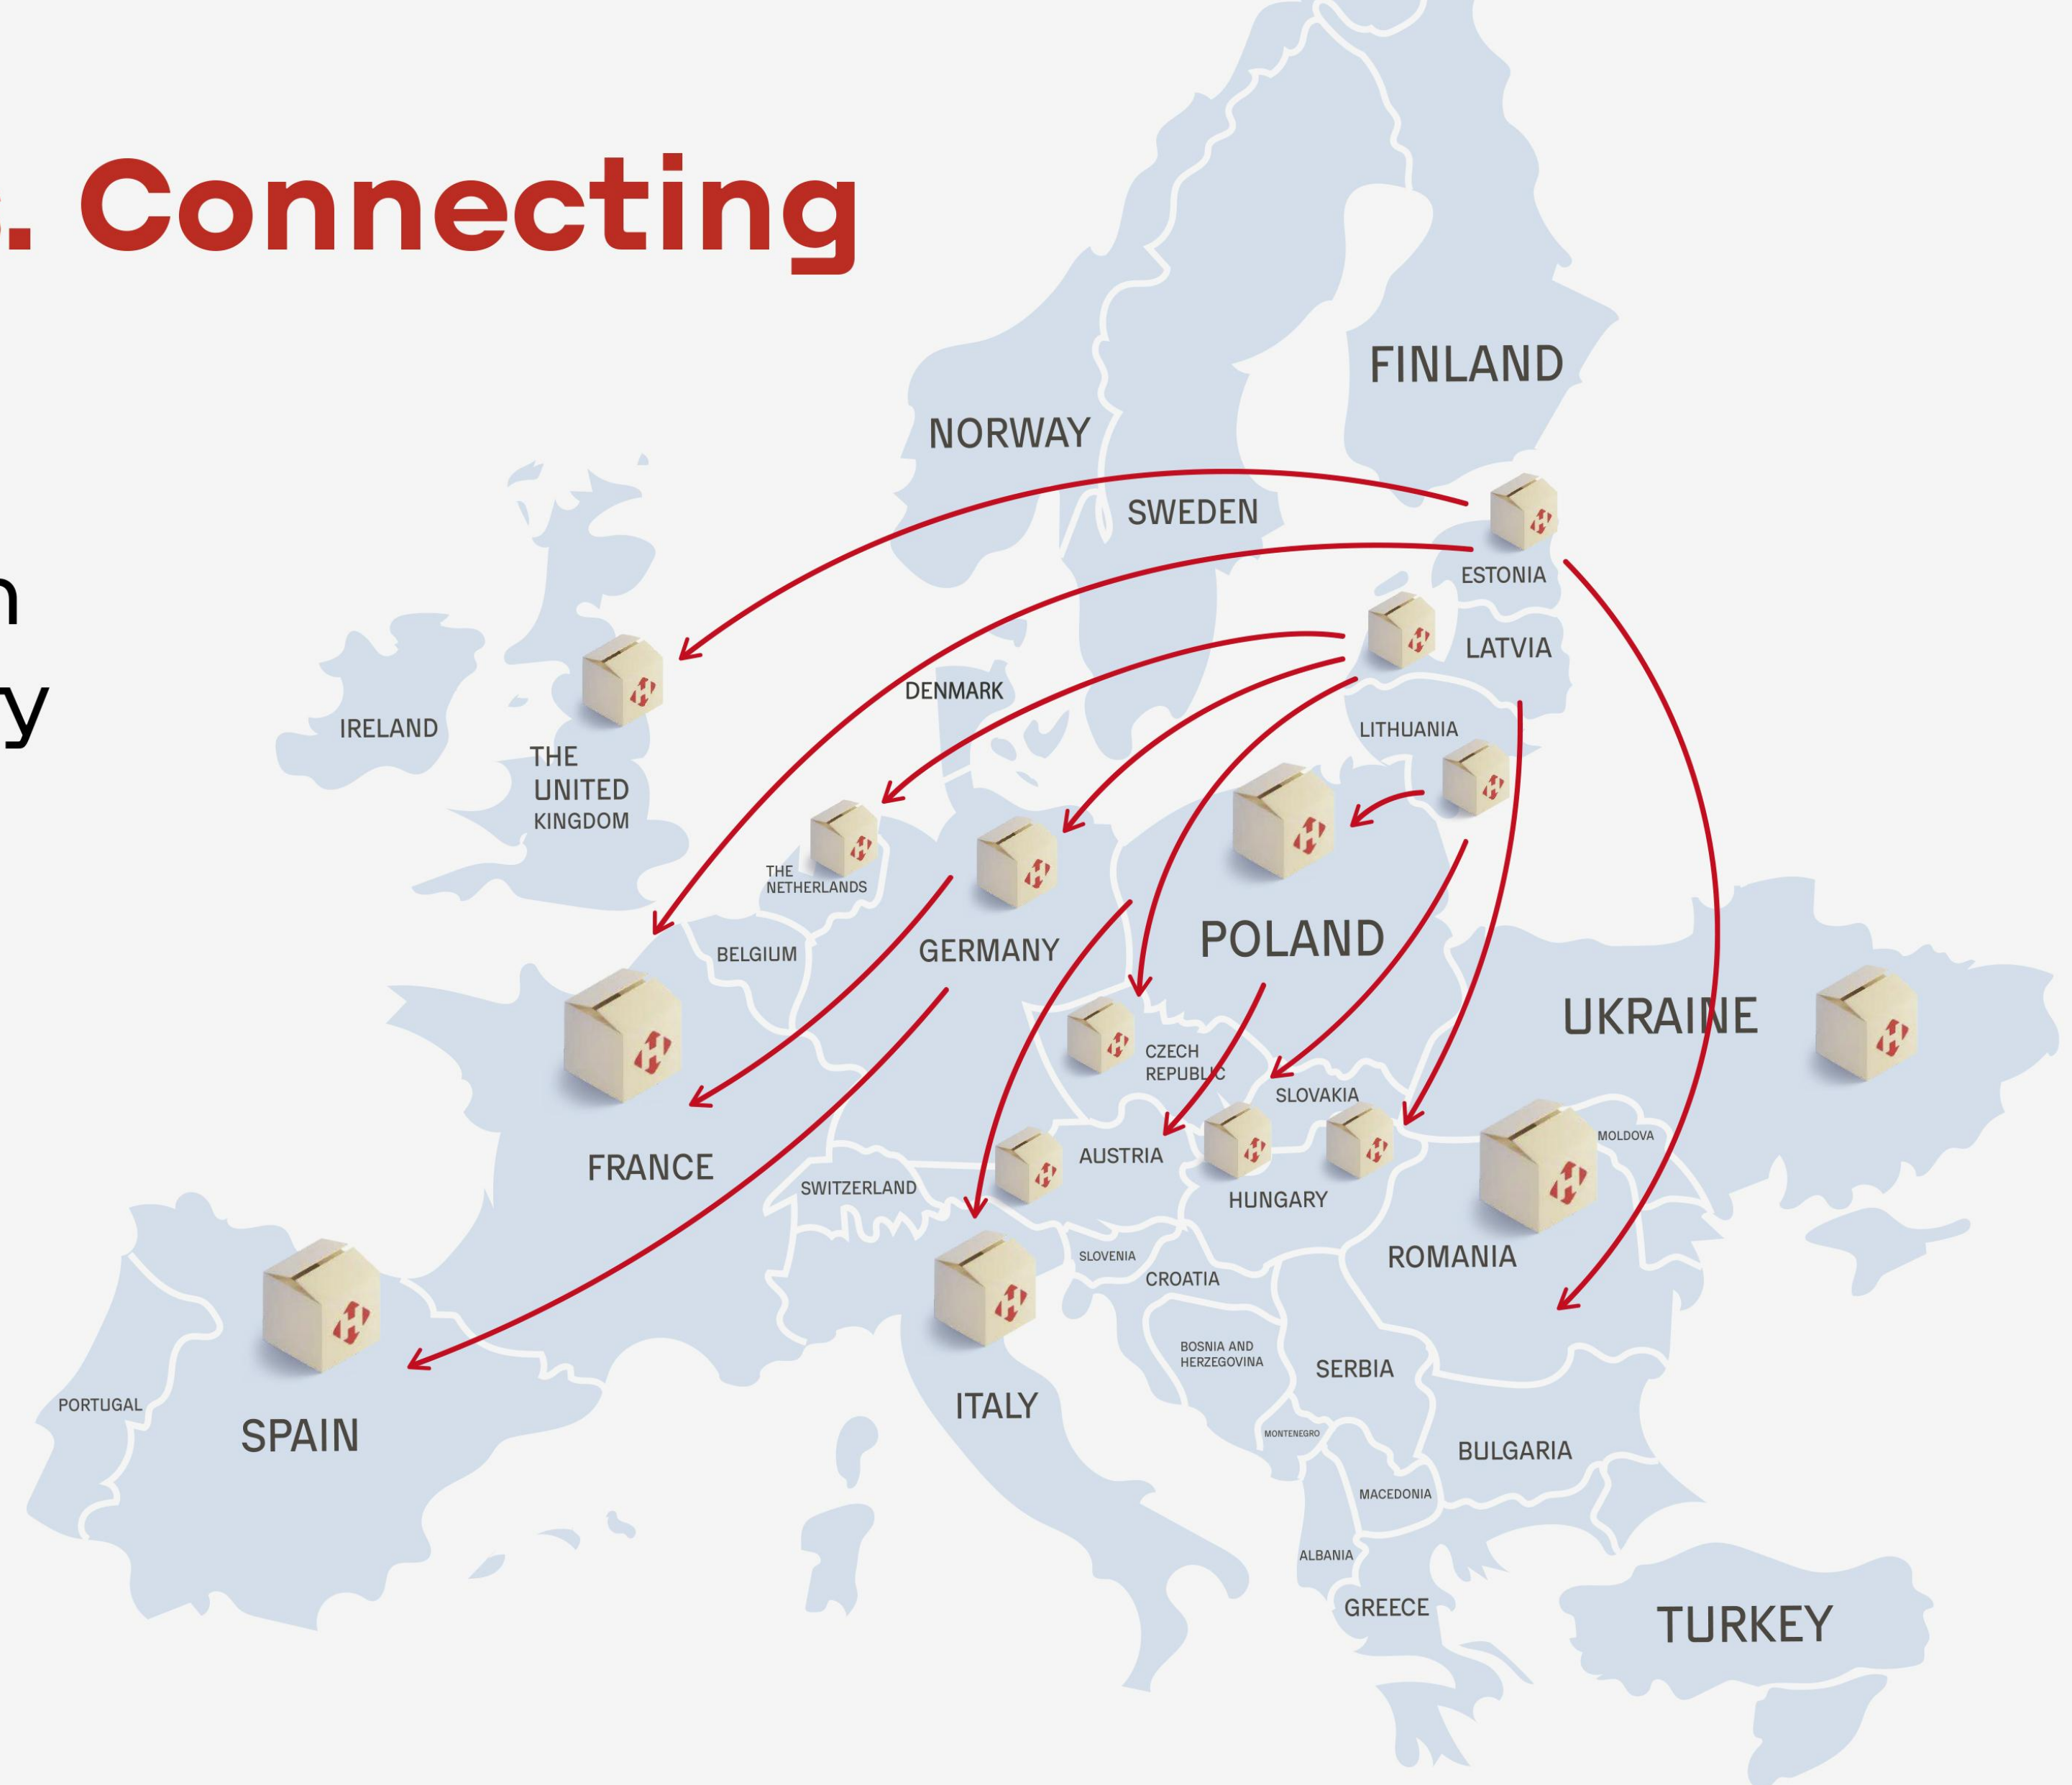 . Connecting
n
y
FINLAND
NORWAY
SWEDEN
ESTONIA
LATVIA
DENMARK
IRELAND
LITHUANIA
THE
UNITED
KINGDOM
THE
NETHERLANDS
BELGIUM
GERMANY
POLAND
UKRAINE
CZECH
REPUBLIC
SLOVAKIA
MOLDOVA
AUSTRIA
FRANCE
SWITZERLAND
HUNGARY
SLOVENIA
ROMANIA
CROATIA
BOSNIA AND
HERZEGOVINA
SERBIA
PORTUGAL
ITALY
SPAIN
MONTENEGRO
BULGARIA
MACEDONIA
ALBANIA
GREECE
TURKEY